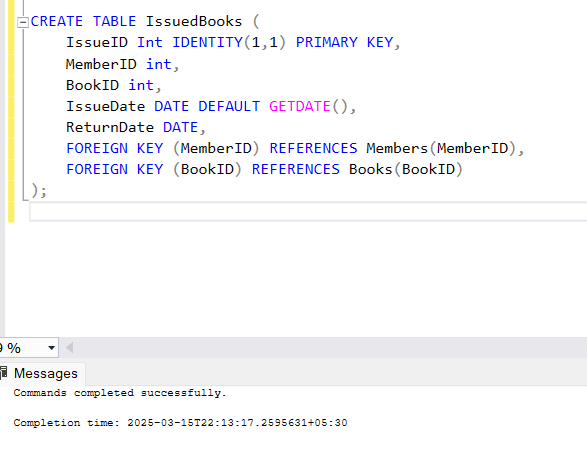 CREATE TABLE IssuedBooks (
IssueID Int IDENTITY(1,1) PRIMARY KEY,
MemberID int,
BookID int,
IssueDate DATE DEFAULT GETDATE(),
ReturnDate DATE,
FOREIGN KEY (MemberID) REFERENCES Members(MemberID),
FOREIGN KEY (BookID) REFERENCES Books(BookID)
);
%
Messages
Commands completed successfully.
Completion time: 2025-03-15T22:13:17.2595631+05:30